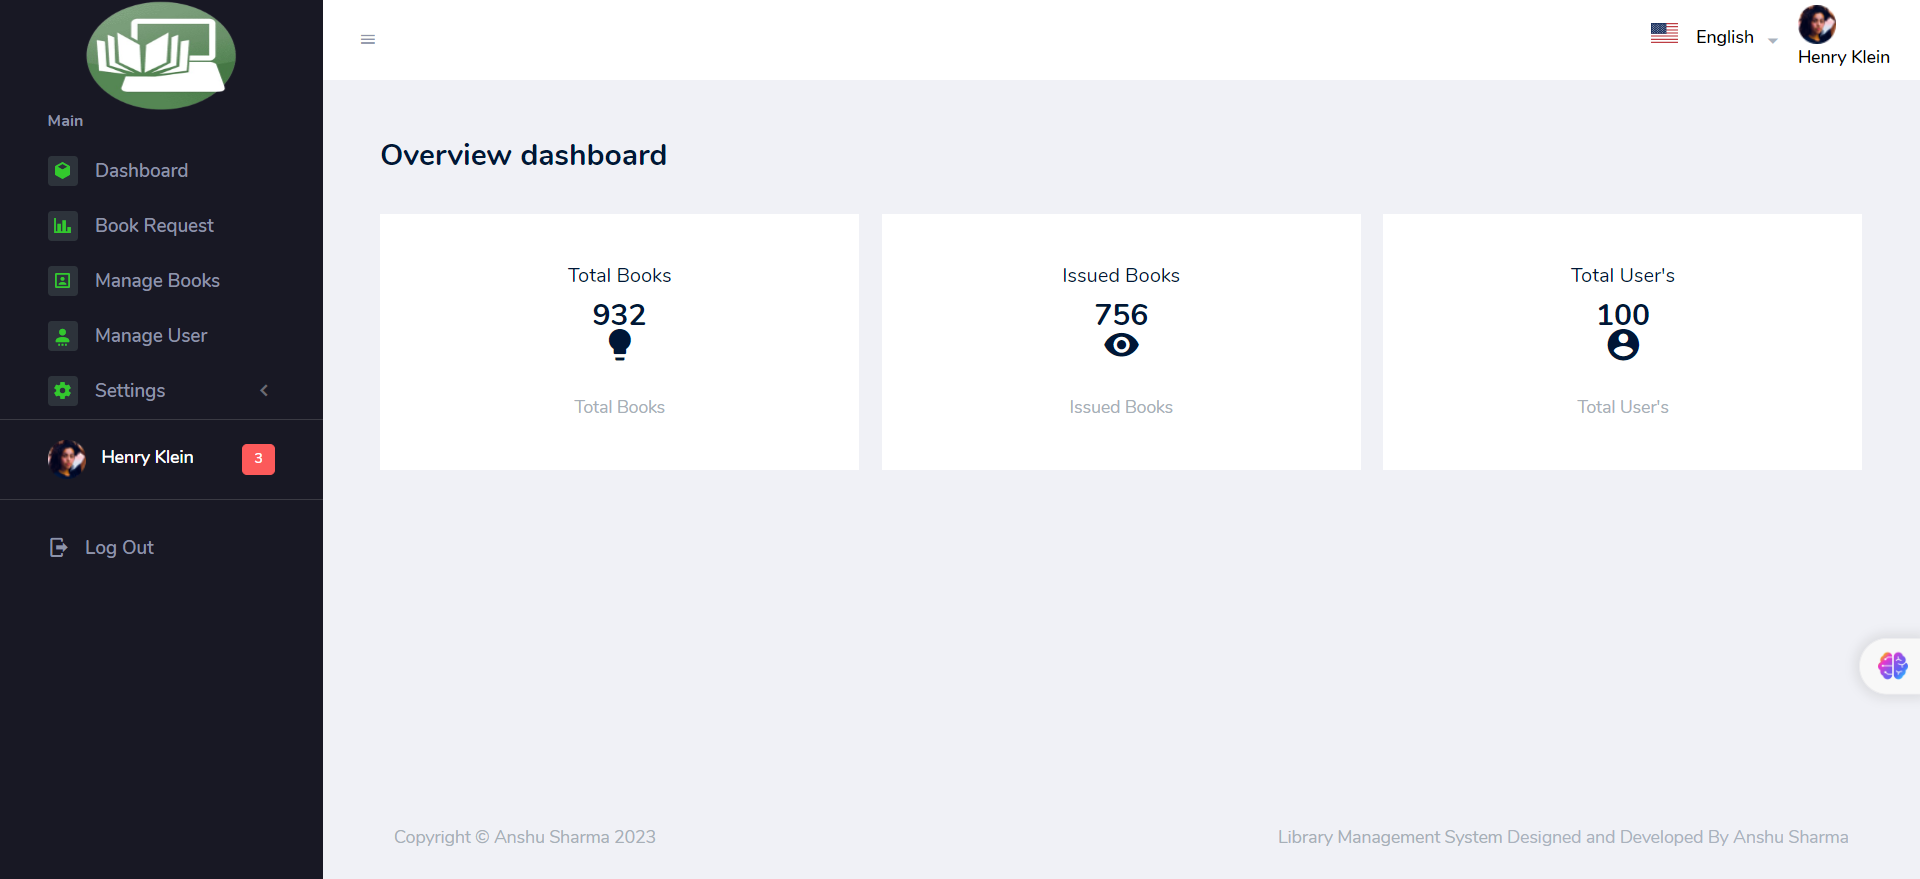 Main
Dashboard
Book Request
Manage Books
Manage User
Settings
Henry Klein 3
Log Out
English
Henry Klein
Overview dashboard
Total Books
932
Total Books
Issued Books
756
Issued Books
Total User's
100
Total User's
Copyright © Anshu Sharma 2023
Library Management System Designed and Developed By Anshu Sharma